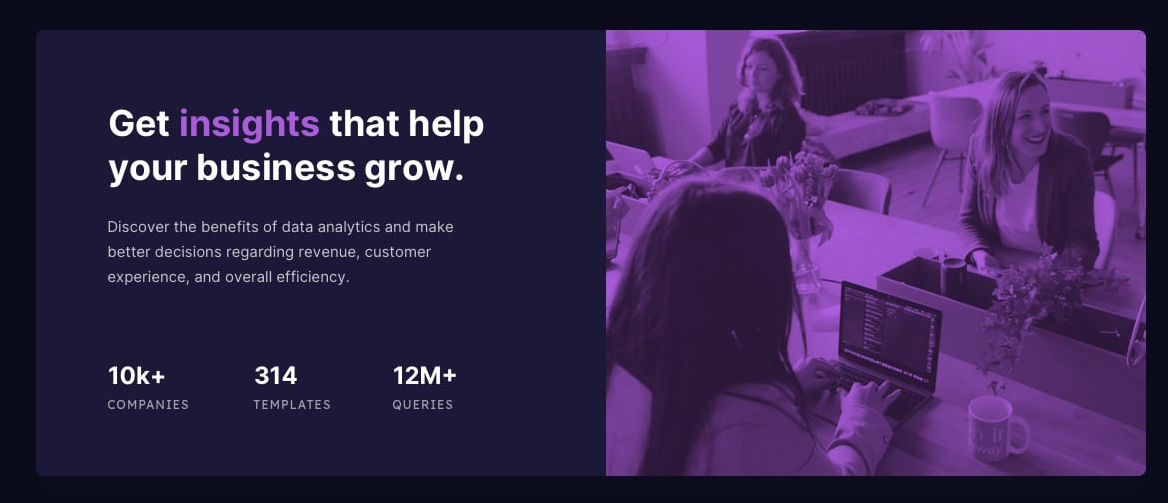 Get insights that help
your business grow.
Discover the benefits of data analytics and make
better decisions regarding revenue, customer
experience, and overall efficiency.
10k+ 314 12M+
COMPANIES TEMPLATES QUERIES